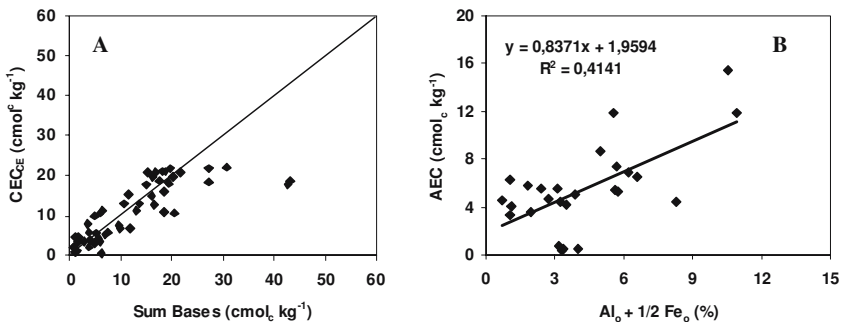 A
CEC_CE (cmol^c kg^-1)
60
50
40
30
20
10
0
0 10 20 30 40 50 60
Sum Bases (cmol_c kg^-1)
B
y = 0,8371x + 1,9594
R² = 0,4141
AEC (cmol_c kg^-1)
20
16
12
8
4
0
0 3 6 9 12 15
Al_o + 1/2 Fe_o (%)